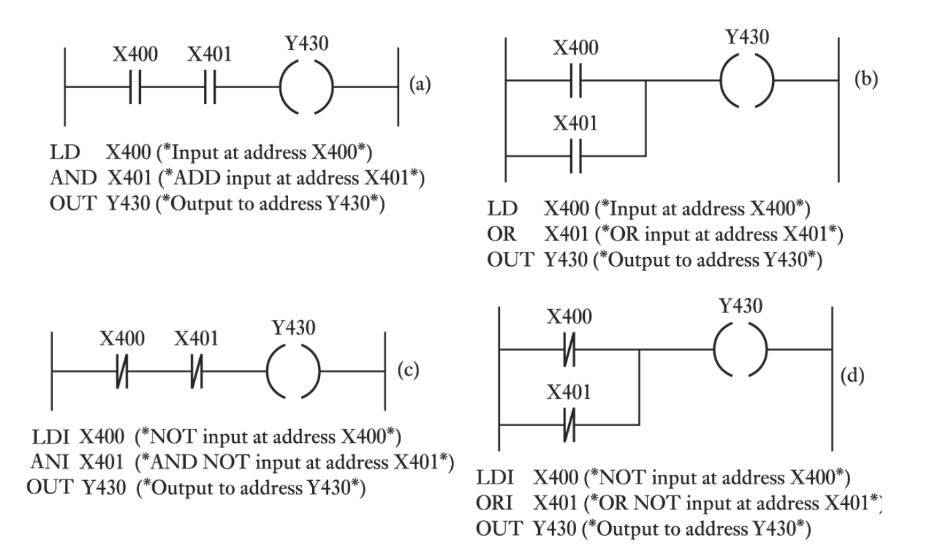 X400 X401 Y430
(a)
LD X400 (*Input at address X400*)
AND X401 (*ADD input at address X401*)
OUT Y430 (*Output to address Y430*)
X400 Y430
(b)
X401
LD X400 (*Input at address X400*)
OR X401 (*OR input at address X401*)
OUT Y430 (*Output to address Y430*)
X400 X401 Y430
(c)
LDI X400 (*NOT input at address X400*)
ANI X401 (*AND NOT input at address X401*)
OUT Y430 (*Output to address Y430*)
X400 Y430
(d)
X401
LDI X400 (*NOT input at address X400*)
ORI X401 (*OR NOT input at address X401*)
OUT Y430 (*Output to address Y430*)